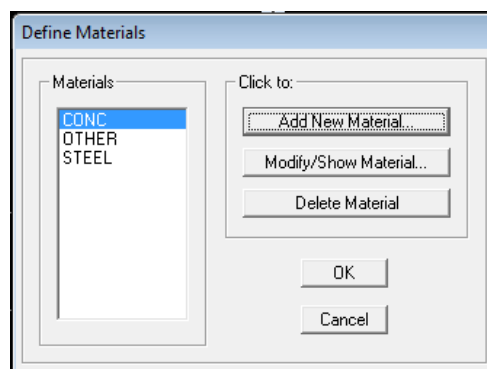 Define Materials
Materials
CONC
OTHER
STEEL
Click to:
Add New Material...
Modify/Show Material...
Delete Material
OK
Cancel